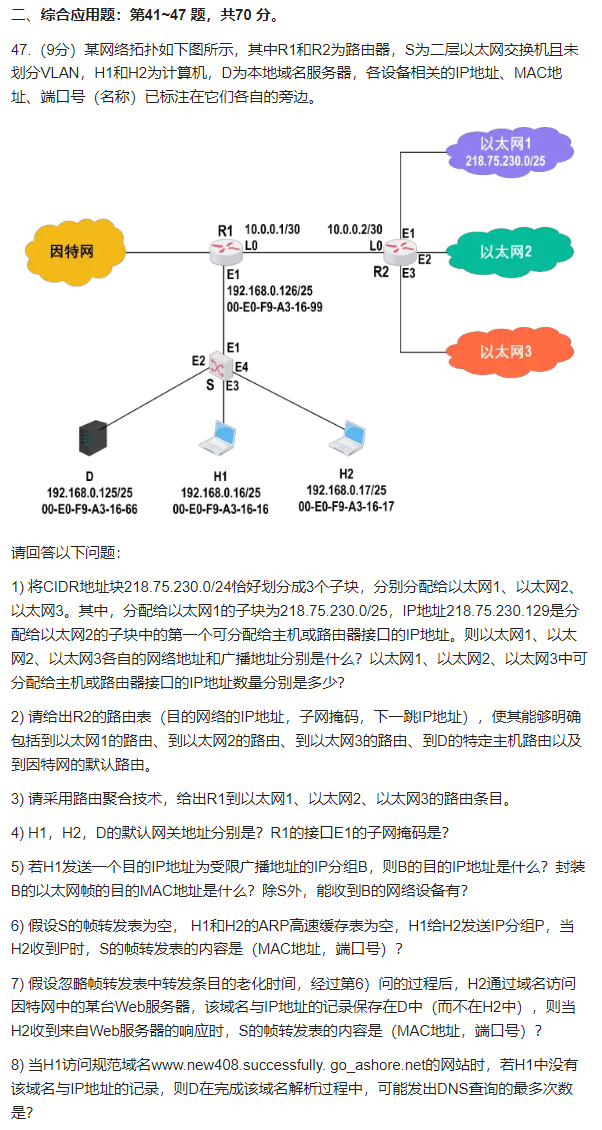 二、综合应用题：第41~47 题，共70 分。
47.（9分）某网络拓扑如下图所示，其中R1和R2为路由器，S为二层以太网交换机且未
划分VLAN，H1和H2为计算机，D为本地域名服务器，各设备相关的IP地址、MAC地
址、端口号（名称）已标注在它们各自的旁边。
以太网1
218.75.230.0/25
R1
10.0.0.1/30
10.0.0.2/30
E1
因特网
L0
L0
以太网2
E2
R2
E3
E1
192.168.0.126/25
00-E0-F9-A3-16-99
以太网3
E1
E2
E4
S
E3
D
192.168.0.125/25
00-E0-F9-A3-16-66
H1
192.168.0.16/25
00-E0-F9-A3-16-16
H2
192.168.0.17/25
00-E0-F9-A3-16-17
请回答以下问题：
1) 将CIDR地址块218.75.230.0/24恰好划分成3个子块，分别分配给以太网1、以太网2、
以太网3。其中，分配给以太网1的子块为218.75.230.0/25，IP地址218.75.230.129是分
配给以太网2的子块中的第一个可分配给主机或路由器接口的IP地址。则以太网1、以太
网2、以太网3各自的网络地址和广播地址分别是什么？以太网1、以太网2、以太网3中可
分配给主机或路由器接口的IP地址数量分别是多少？
2) 请给出R2的路由表（目的网络的IP地址，子网掩码，下一跳IP地址），使其能够明确
包括到以太网1的路由、到以太网2的路由、到以太网3的路由、到D的特定主机路由以及
到因特网的默认路由。
3) 请采用路由聚合技术，给出R1到以太网1、以太网2、以太网3的路由条目。
4) H1，H2，D的默认网关地址分别是？R1的接口E1的子网掩码是？
5) 若H1发送一个目的IP地址为受限广播地址的IP分组B，则B的目的IP地址是什么？封装
B的以太网帧的目的MAC地址是什么？除S外，能收到B的网络设备有？
6) 假设S的帧转发表为空， H1和H2的ARP高速缓存表为空，H1给H2发送IP分组P，当
H2收到P时，S的帧转发表的内容是（MAC地址，端口号）？
7) 假设忽略帧转发表中转发条目的老化时间，经过第6）问的过程后，H2通过域名访问
因特网中的某台Web服务器，该域名与IP地址的记录保存在D中（而不在H2中），则当
H2收到来自Web服务器的响应时，S的帧转发表的内容是（MAC地址，端口号）？
8) 当H1访问规范域名www.new408.successfully. go_ashore.net的网站时，若H1中没有
该域名与IP地址的记录，则D在完成该域名解析过程中，可能发出DNS查询的最多次数
是？